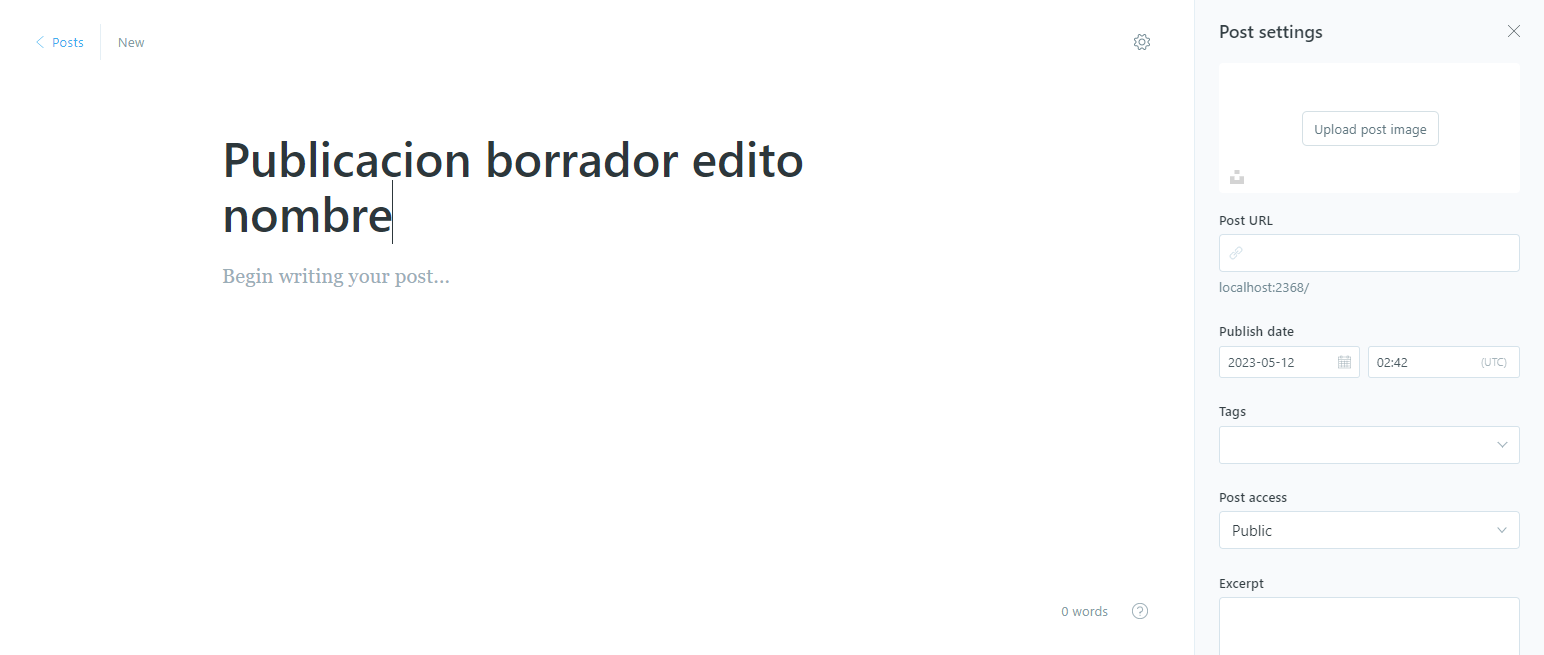 Posts
New
Publicacion borrador edito
nombre
Begin writing your post...
0 words
Post settings
Upload post image
Post URL
localhost:2368/
Publish date
2023-05-12
02:42 (UTC)
Tags
Post access
Public
Excerpt